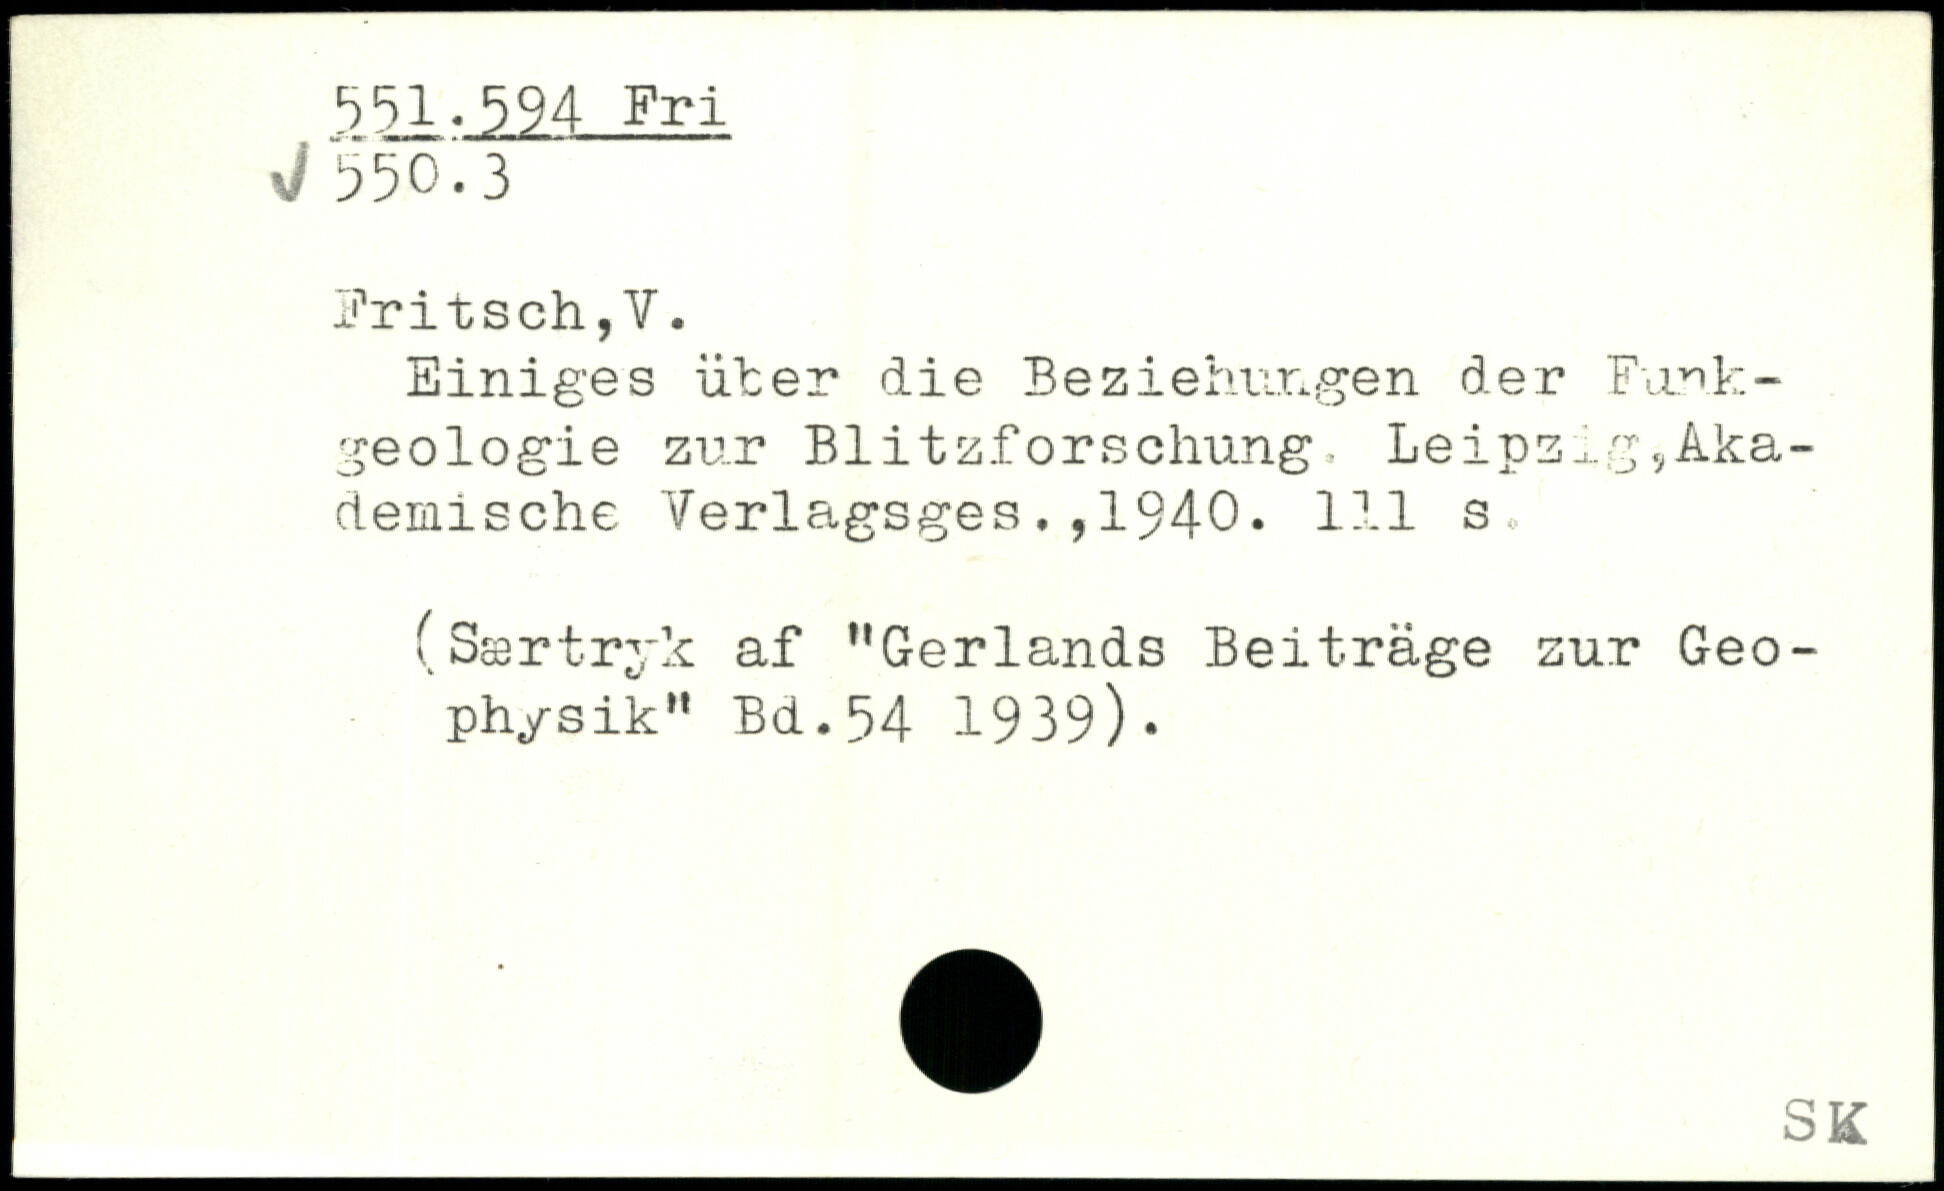 551.594 Fri
✓ 550.3
Fritsch,V.
Einiges über die Beziehungen der Funk-
geologie zur Blitzforschung. Leipzig,Aka-
demische Verlagsges.,1940. 111 s.
(Særtryk af "Gerlands Beiträge zur Geo-
physik" Bd.54 1939).
SK